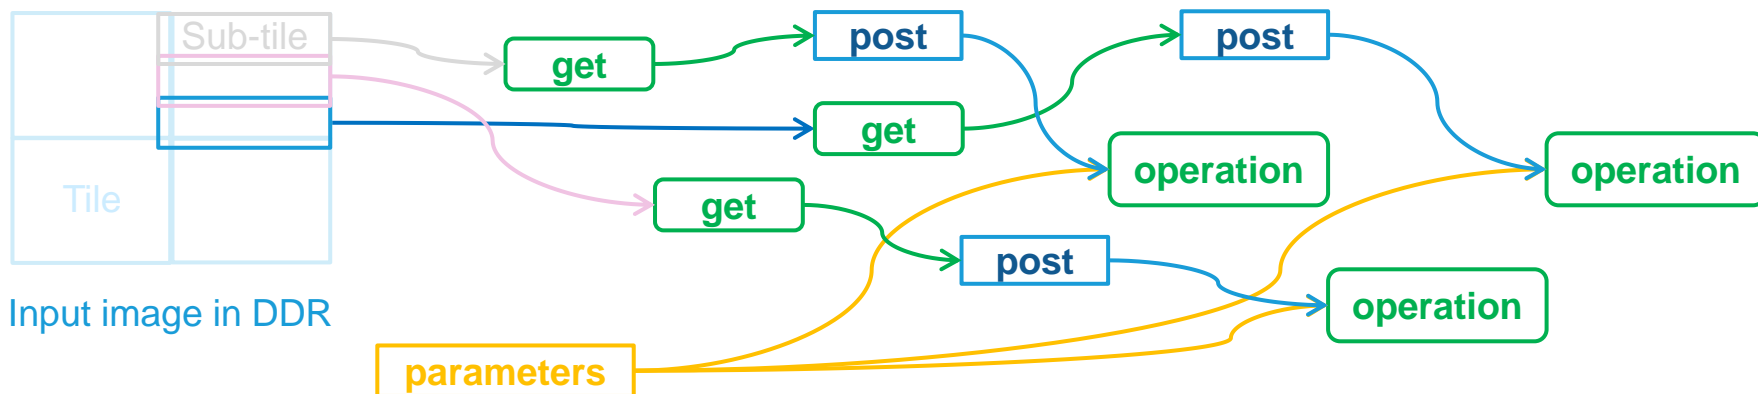 Sub-tile
post
post
get
get
operation
operation
Tile
get
post
operation
Input image in DDR
parameters